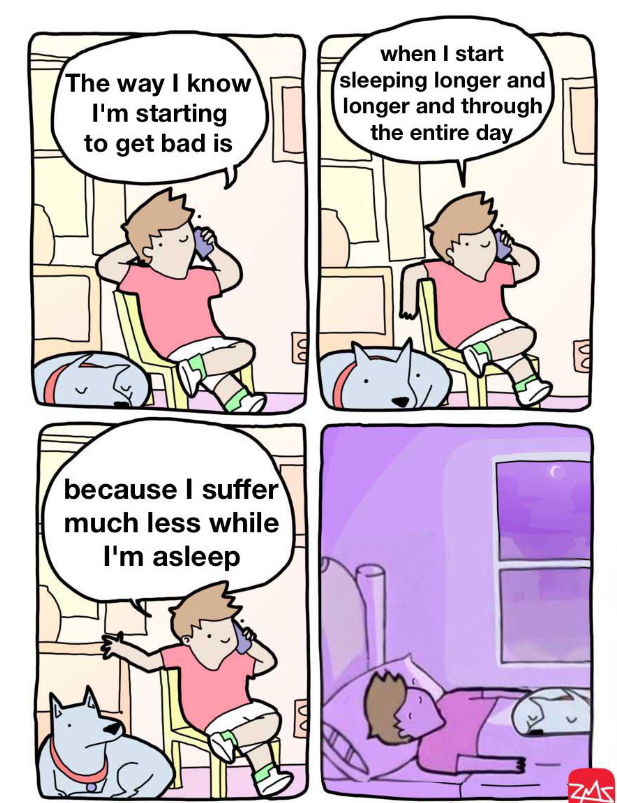 The way I know
I'm starting
to get bad is
when I start
sleeping longer and
longer and through
the entire day
because I suffer
much less while
I'm asleep
ZMS